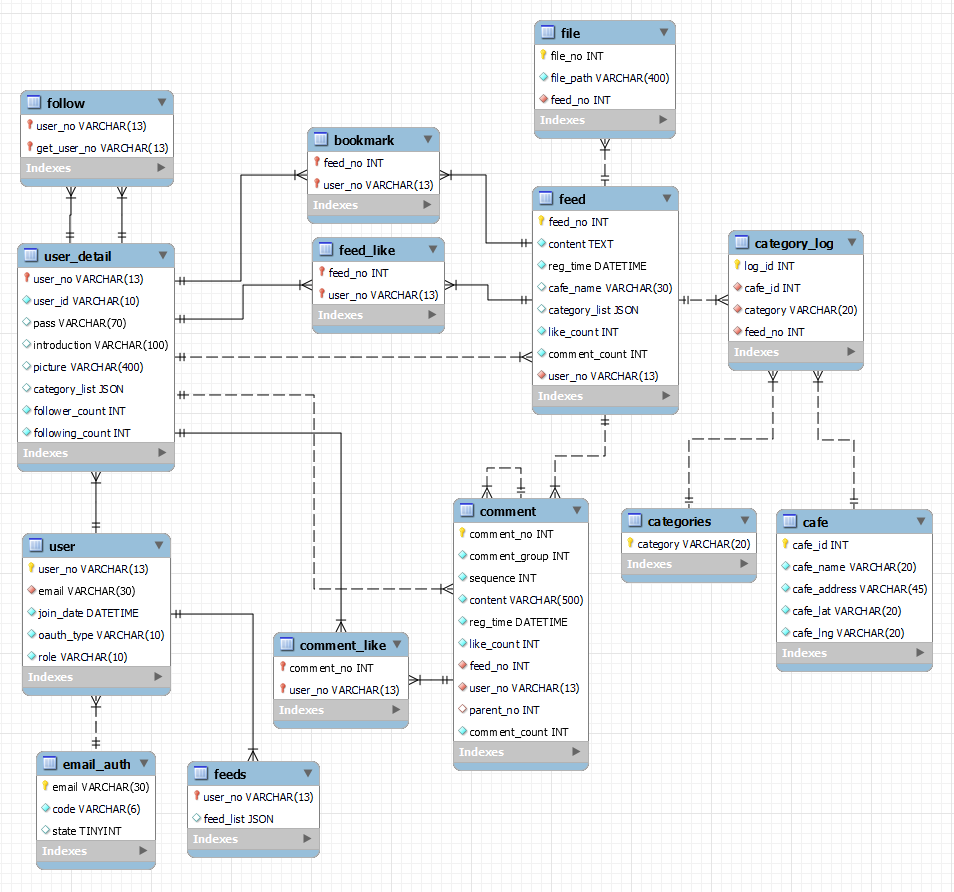 file
file_no INT
file_path VARCHAR(400)
feed_no INT
Indexes
follow
user_no VARCHAR(13)
get_user_no VARCHAR(13)
Indexes
bookmark
feed_no INT
user_no VARCHAR(13)
Indexes
feed
feed_no INT
content TEXT
reg_time DATETIME
cafe_name VARCHAR(30)
category_list JSON
like_count INT
comment_count INT
user_no VARCHAR(13)
Indexes
feed_like
feed_no INT
user_no VARCHAR(13)
Indexes
category_log
log_id INT
cafe_id INT
category VARCHAR(20)
feed_no INT
Indexes
user_detail
user_no VARCHAR(13)
user_id VARCHAR(10)
pass VARCHAR(70)
introduction VARCHAR(100)
picture VARCHAR(400)
category_list JSON
follower_count INT
following_count INT
Indexes
comment
comment_no INT
comment_group INT
sequence INT
content VARCHAR(500)
reg_time DATETIME
like_count INT
feed_no INT
user_no VARCHAR(13)
parent_no INT
comment_count INT
Indexes
categories
category VARCHAR(20)
Indexes
cafe
cafe_id INT
cafe_name VARCHAR(20)
cafe_address VARCHAR(45)
cafe_lat VARCHAR(20)
cafe_lng VARCHAR(20)
Indexes
user
user_no VARCHAR(13)
email VARCHAR(30)
join_date DATETIME
oauth_type VARCHAR(10)
role VARCHAR(10)
Indexes
comment_like
comment_no INT
user_no VARCHAR(13)
Indexes
email_auth
email VARCHAR(30)
code VARCHAR(6)
state TINYINT
Indexes
feeds
user_no VARCHAR(13)
feed_list JSON
Indexes